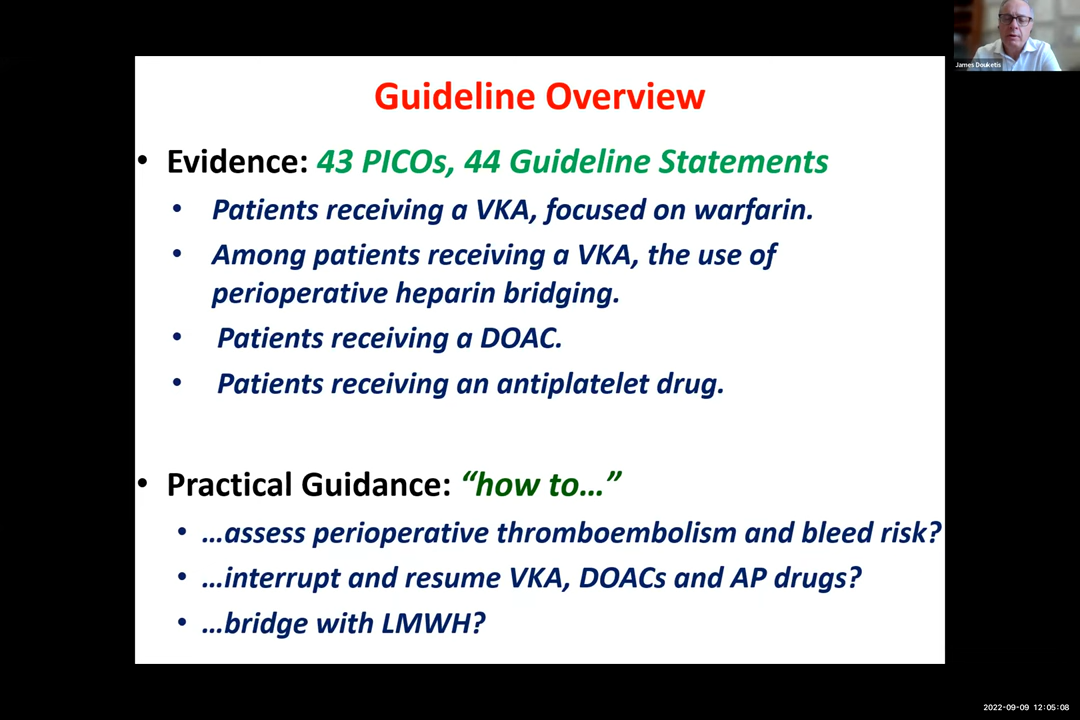 James Douketis
Guideline Overview
• Evidence: 43 PICOs, 44 Guideline Statements
• Patients receiving a VKA, focused on warfarin.
• Among patients receiving a VKA, the use of
perioperative heparin bridging.
• Patients receiving a DOAC.
• Patients receiving an antiplatelet drug.
• Practical Guidance: “how to…”
• …assess perioperative thromboembolism and bleed risk?
• …interrupt and resume VKA, DOACs and AP drugs?
• …bridge with LMWH?
2022-09-09 12:05:08